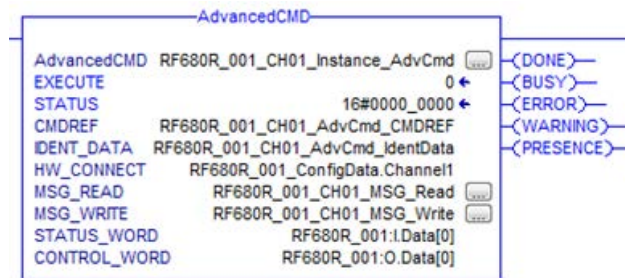 AdvancedCMD
AdvancedCMD RF680R_001_CH01_Instance_AdvCmd ... (DONE)
EXECUTE 0 (BUSY)
STATUS 16#0000_0000 (ERROR)
CMDREF RF680R_001_CH01_AdvCmd_CMDREF (WARNING)
IDENT_DATA RF680R_001_CH01_AdvCmd_IdentData (PRESENCE)
HW_CONNECT RF680R_001_ConfigData.Channel1
MSG_READ RF680R_001_CH01_MSG_Read ...
MSG_WRITE RF680R_001_CH01_MSG_Write ...
STATUS_WORD RF680R_001:I.Data[0]
CONTROL_WORD RF680R_001:O.Data[0]